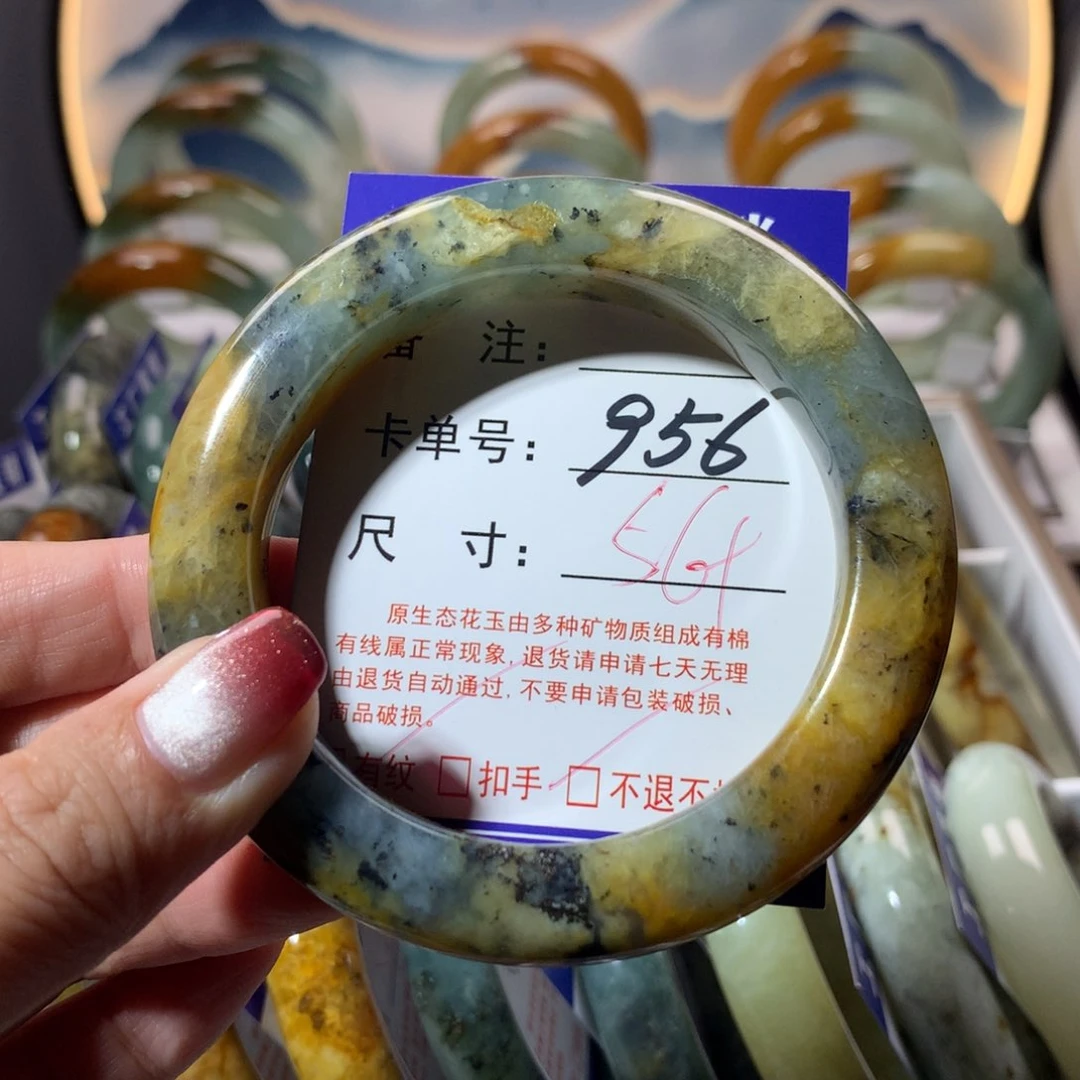 备 注：
卡单号：956
尺 寸：56+
原生态花玉由多种矿物质组成有棉
有线属正常现象，退货请申请七天无理
由退货自动通过，不要申请包装破损、
商品破损。
有纹 □扣手 □不退不